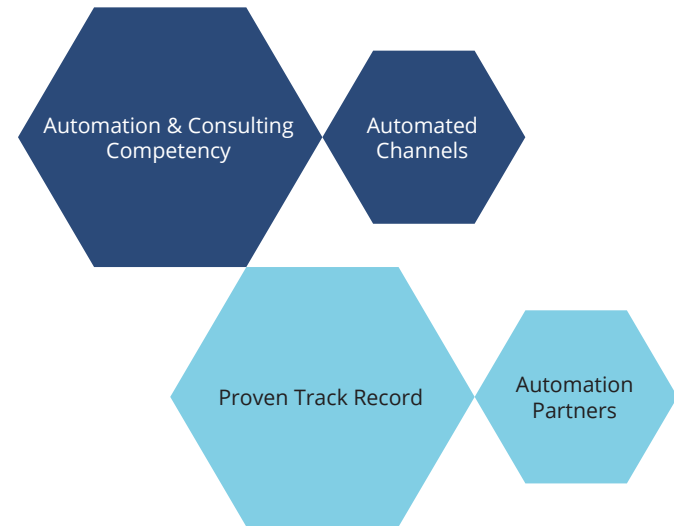 Automation & Consulting
Competency
Automated
Channels
Proven Track Record
Automation
Partners